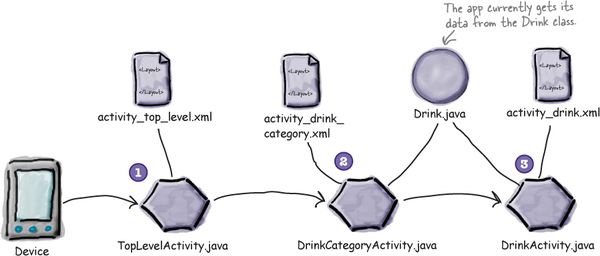 The app currently gets its
data from the Drink class.
<Layout>
</Layout>
<Layout>
</Layout>
<Layout>
</Layout>
activity_top_level.xml
activity_drink_
category.xml
Drink.java
activity_drink.xml
1
2
3
Device
TopLevelActivity.java
DrinkCategoryActivity.java
DrinkActivity.java